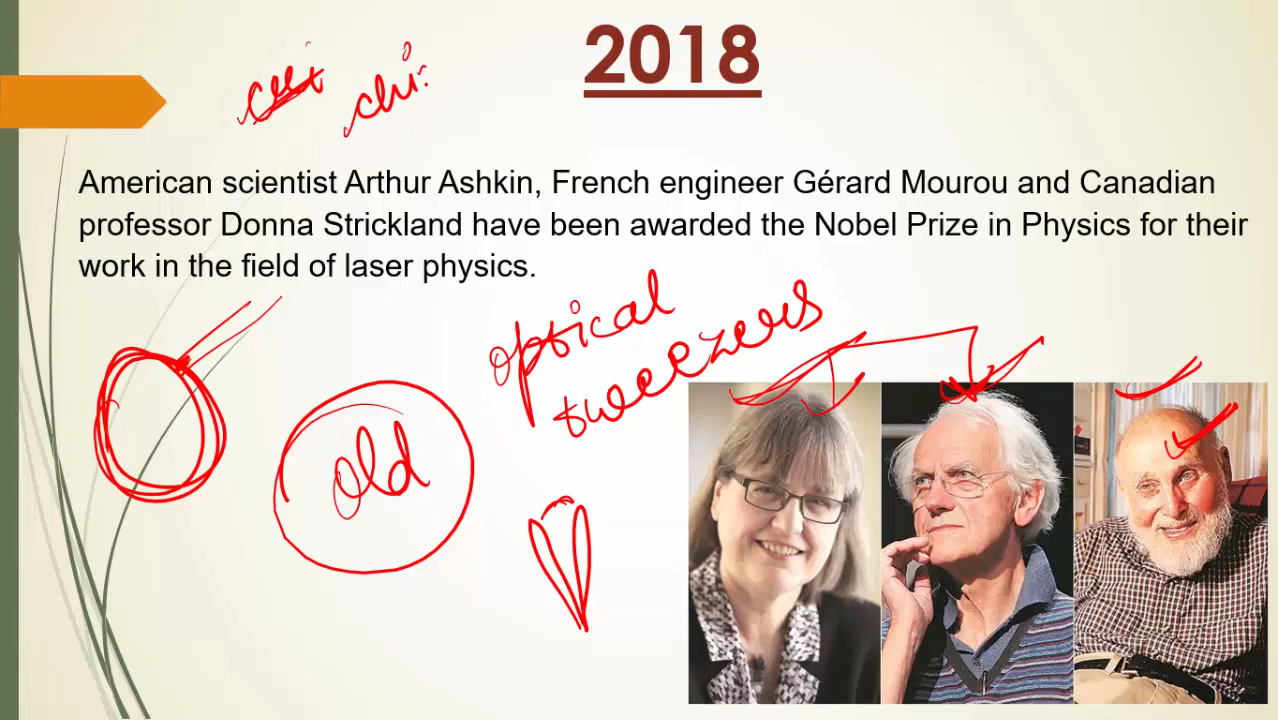 2018
American scientist Arthur Ashkin, French engineer Gérard Mourou and Canadian
professor Donna Strickland have been awarded the Nobel Prize in Physics for their
work in the field of laser physics.
optical
tweezers
old